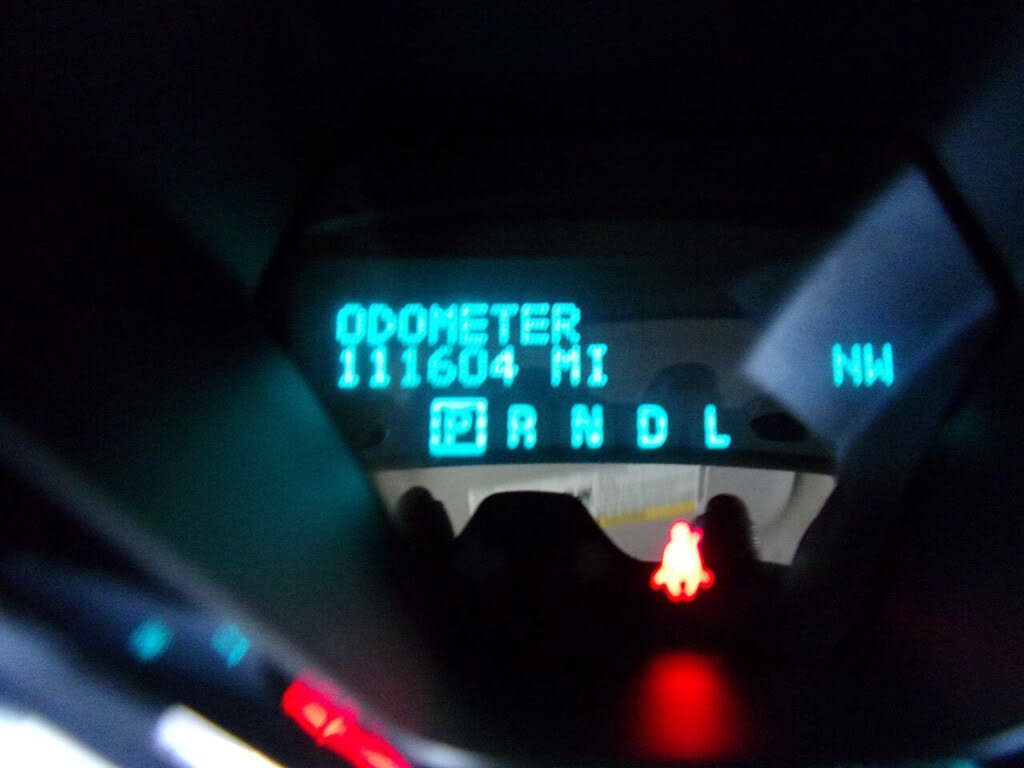 ODOMETER
111604 MI
NW
P R N D L